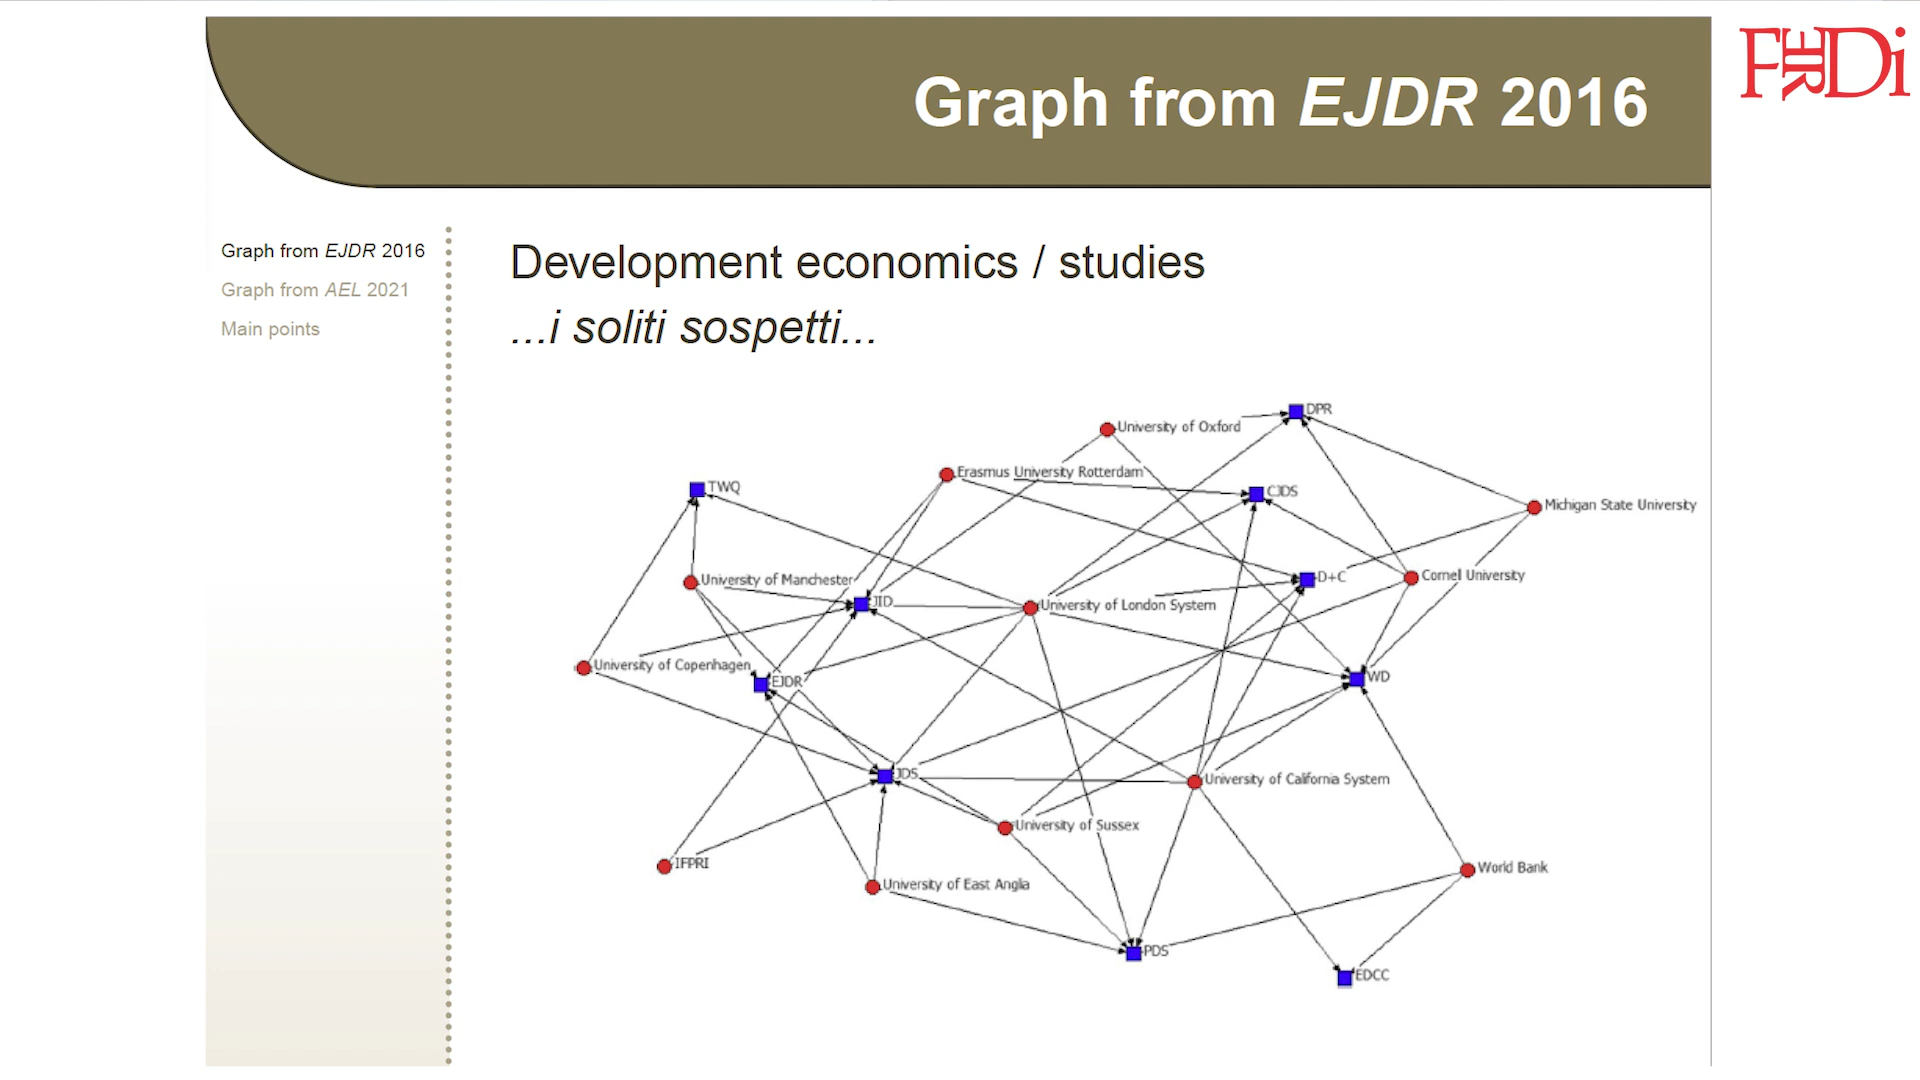 Graph from EJDR 2016
FERDi
Graph from EJDR 2016
Graph from AEL 2021
Main points
Development economics / studies
...i soliti sospetti...
DPR
University of Oxford
Erasmus University Rotterdam
TWQ
CJDS
Michigan State University
University of Manchester
D+C
Cornell University
JID
University of London System
University of Copenhagen
EJDR
WD
JDS
University of California System
University of Sussex
IFPRI
World Bank
University of East Anglia
PDS
EDCC